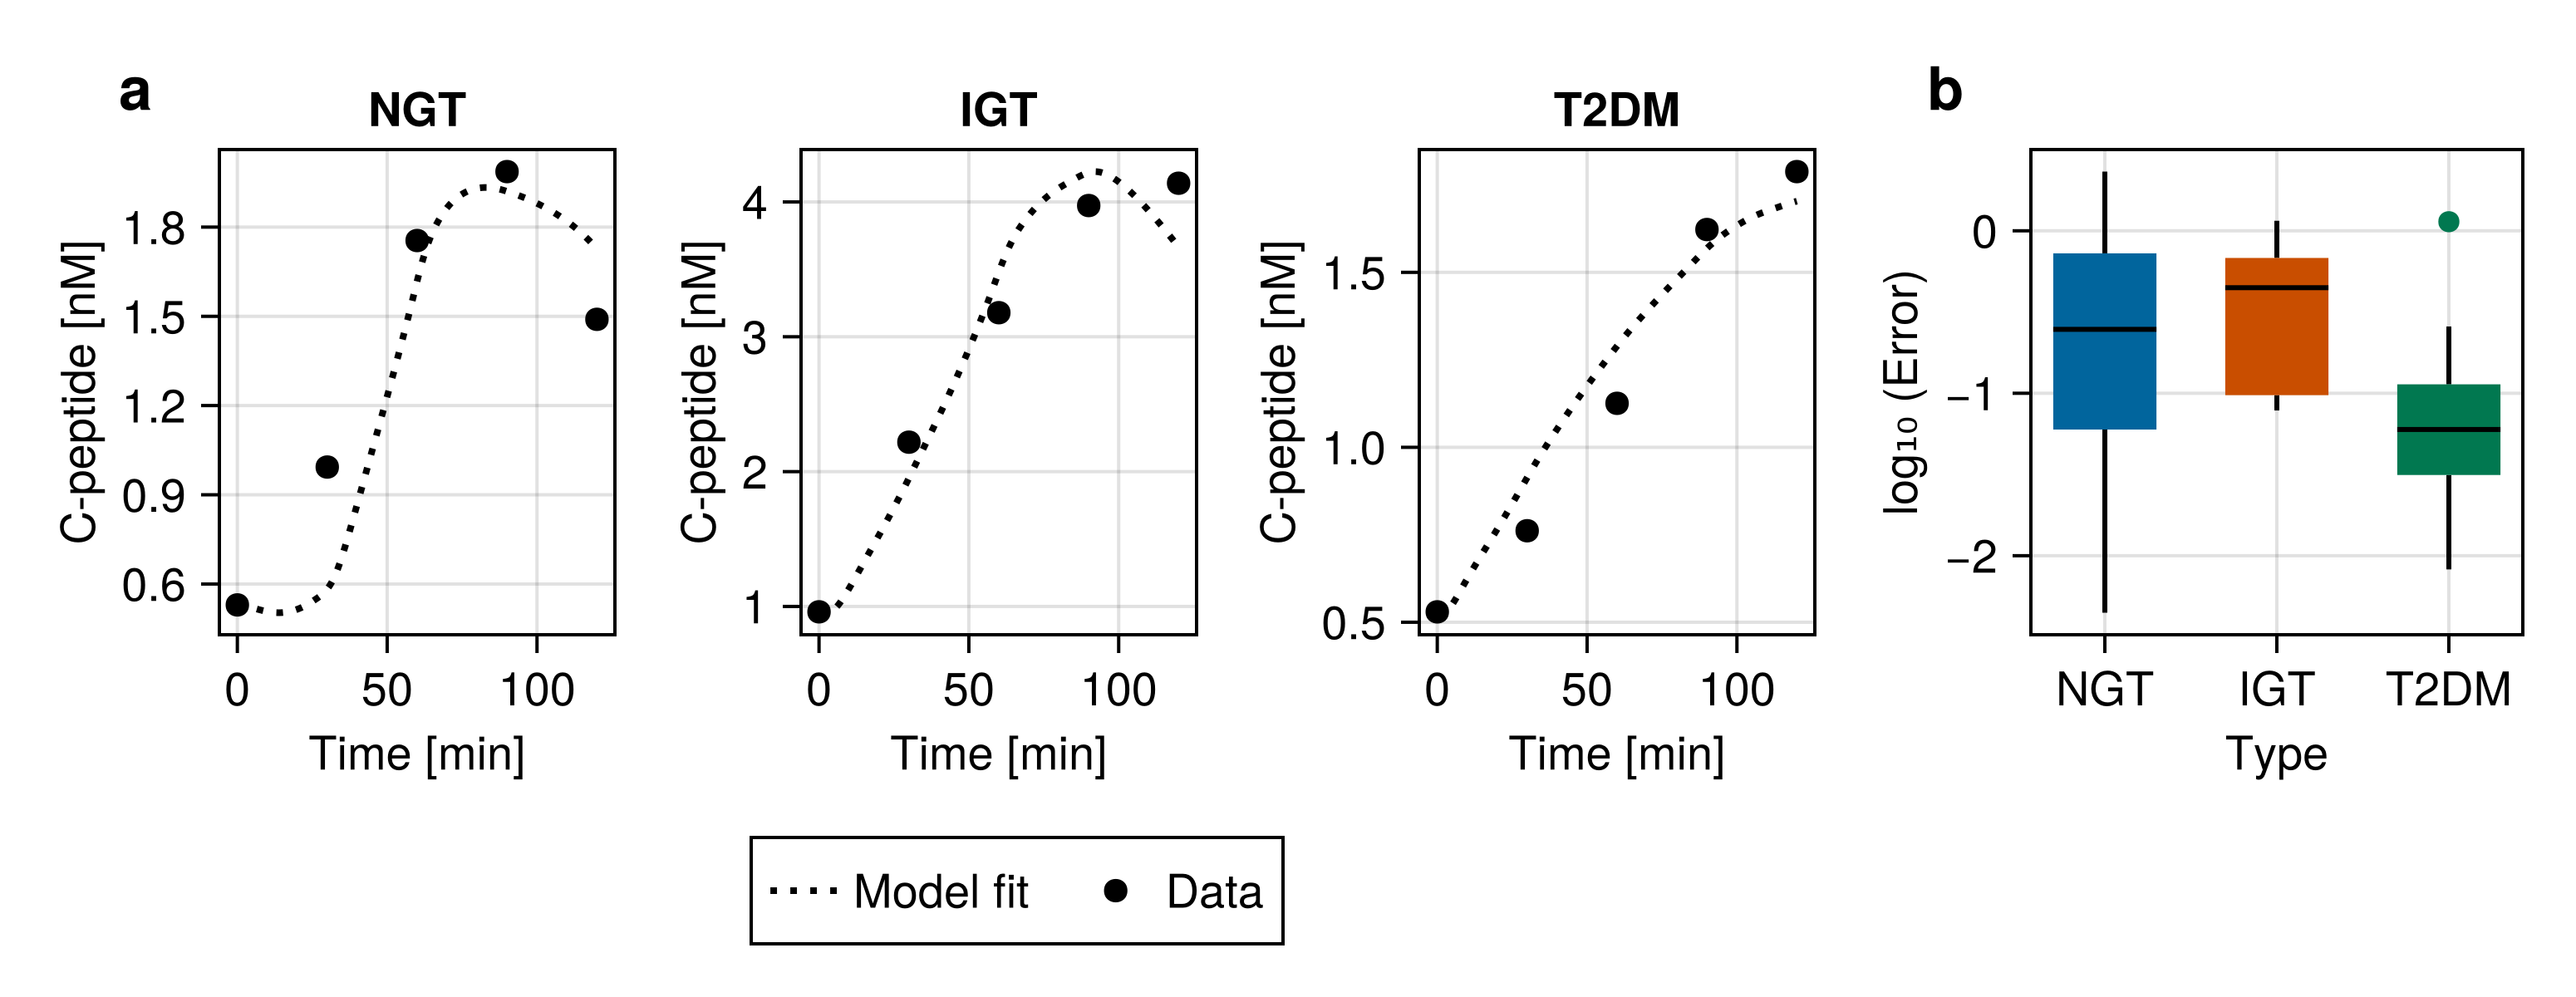 a
b
NGT
IGT
T2DM
C-peptide [nM]
1.8
1.5
1.2
0.9
0.6
0 50 100
Time [min]
C-peptide [nM]
4
3
2
1
0 50 100
Time [min]
C-peptide [nM]
1.5
1.0
0.5
0 50 100
Time [min]
log₁₀ (Error)
0
−1
−2
NGT IGT T2DM
Type
Model fit Data